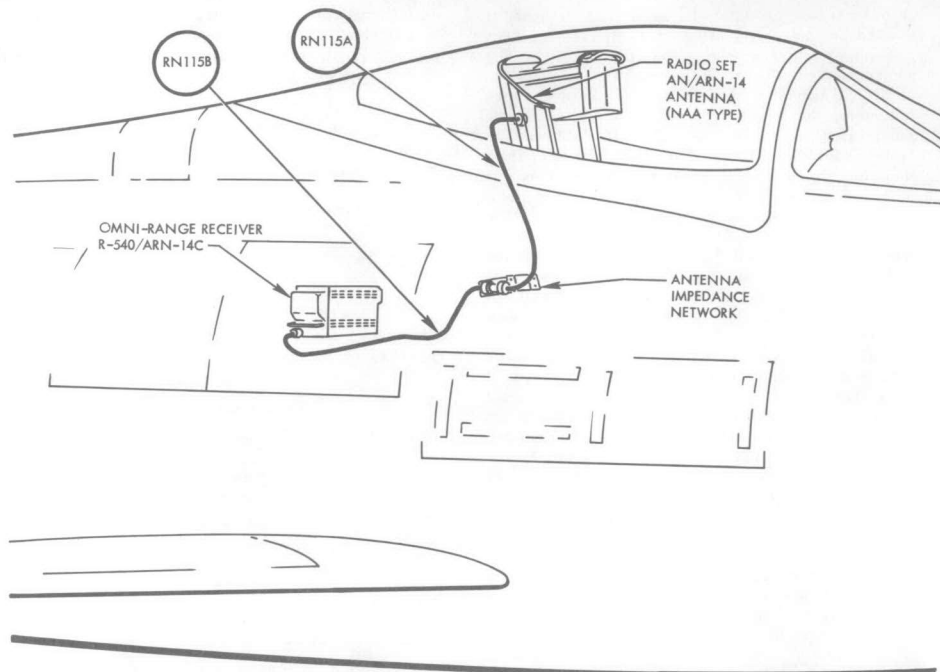 RN115B
RN115A
RADIO SET
AN/ARN-14
ANTENNA
(NAA TYPE)
OMNI-RANGE RECEIVER
R-540/ARN-14C
ANTENNA
IMPEDANCE
NETWORK